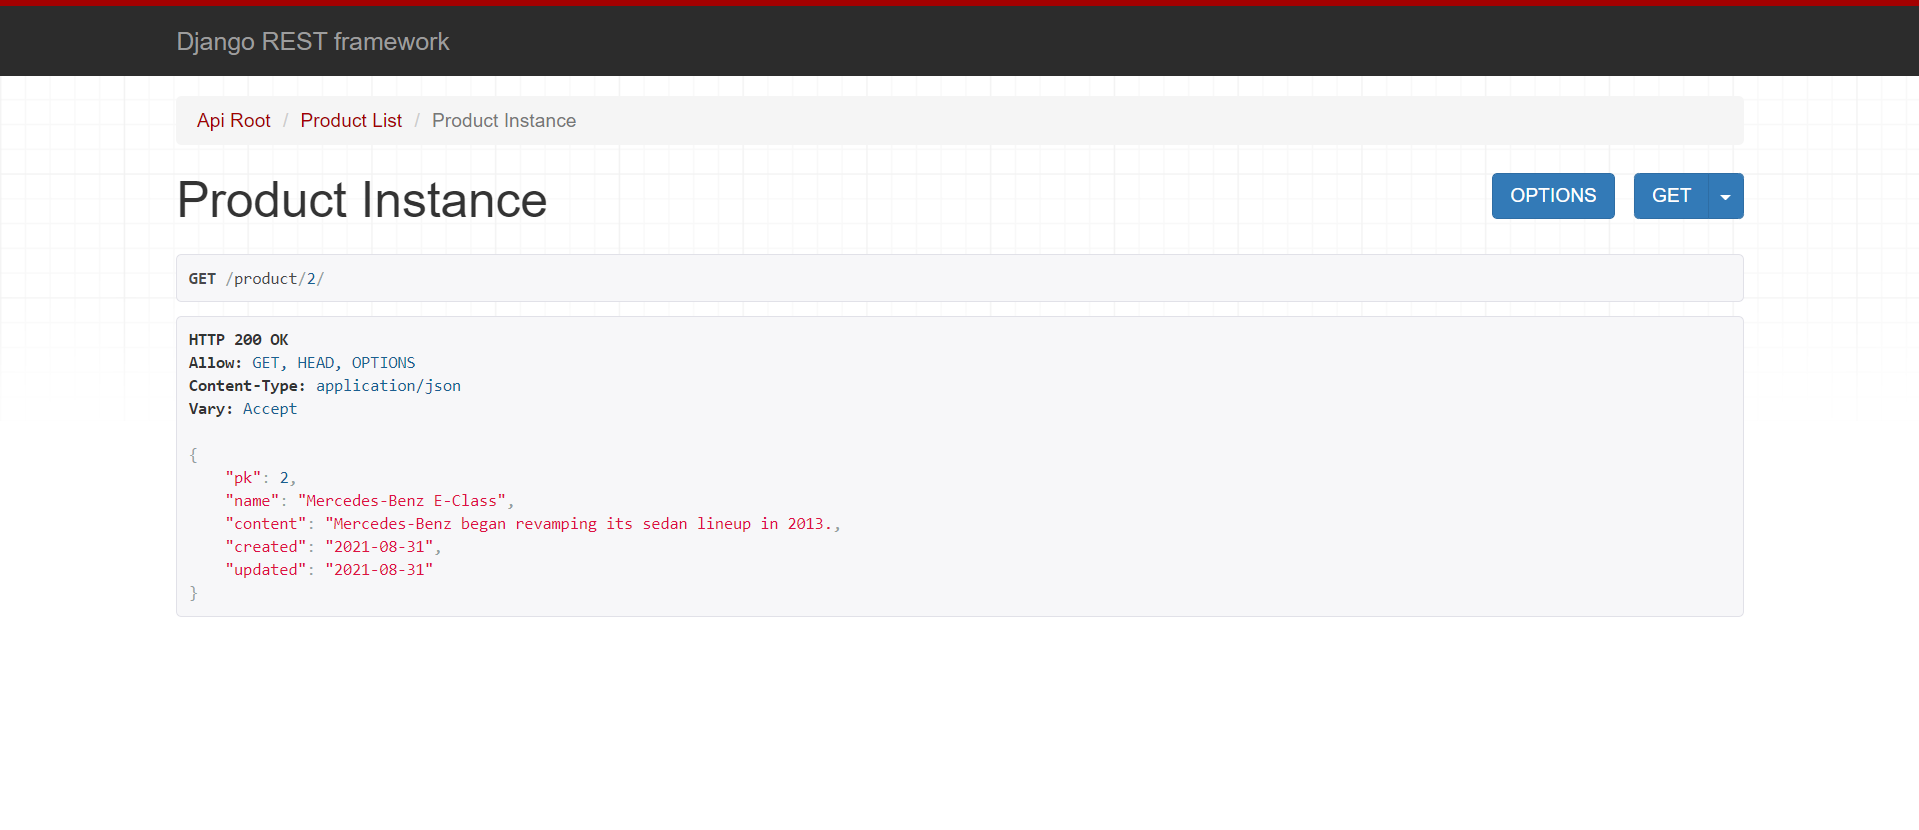 Django REST framework
Api Root / Product List / Product Instance
Product Instance
OPTIONS GET
GET /product/2/
HTTP 200 OK
Allow: GET, HEAD, OPTIONS
Content-Type: application/json
Vary: Accept
{
"pk": 2,
"name": "Mercedes-Benz E-Class",
"content": "Mercedes-Benz began revamping its sedan lineup in 2013.,
"created": "2021-08-31",
"updated": "2021-08-31"
}